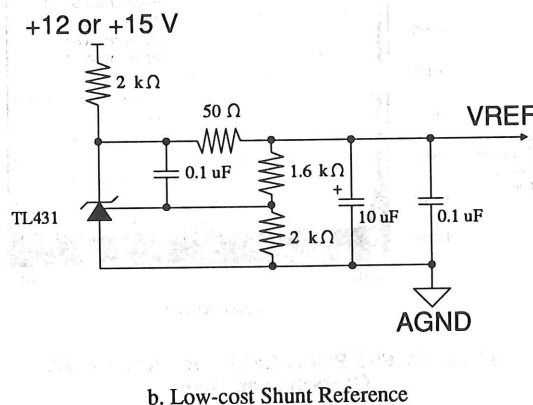 +12 or +15 V
2 kΩ
50 Ω
VREF
0.1 uF
1.6 kΩ
+
TL431
10 uF
0.1 uF
2 kΩ
AGND
b. Low-cost Shunt Reference